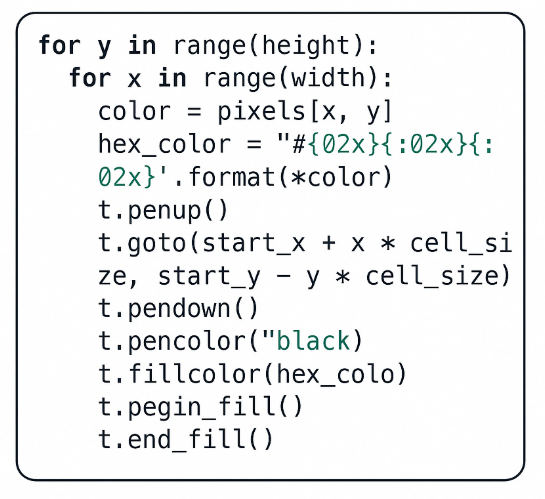 for y in range(height):
for x in range(width):
color = pixels[x, y]
hex_color = "#{02x}{:02x}{:
02x}'.format(*color)
t.penup()
t.goto(start_x + x * cell_si
ze, start_y − y * cell_size)
t.pendown()
t.pencolor("black)
t.fillcolor(hex_colo)
t.pegin_fill()
t.end_fill()